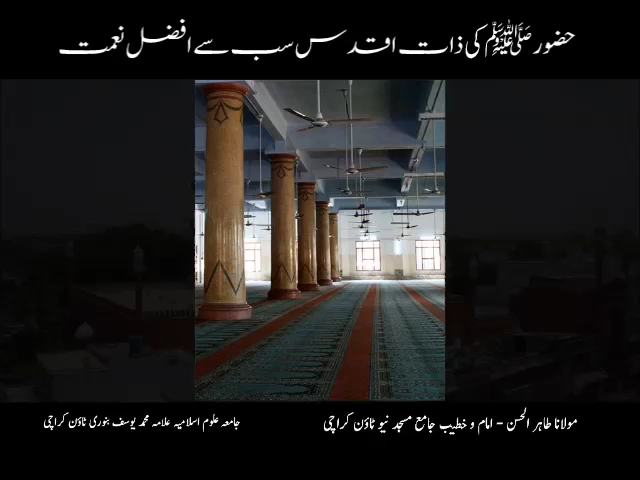 حضور ﷺ کی ذات اقدس سب سے افضل نعمت
مولانا طاہر الحسن - امام و خطیب جامع مسجد نیو ٹاؤن کراچی
جامعہ علوم اسلامیہ علامہ محمد یوسف بنوری ٹاؤن کراچی